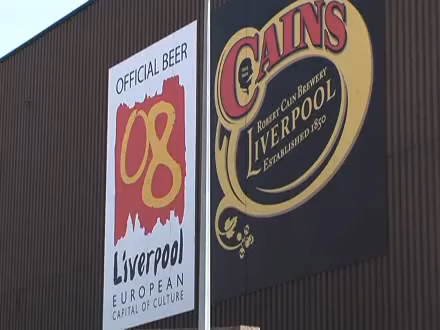 OFFICIAL BEER
08
Liverpool
EUROPEAN
CAPITAL OF CULTURE
CAINS
ROBERT CAIN BREWERY
LIVERPOOL
ESTABLISHED 1850